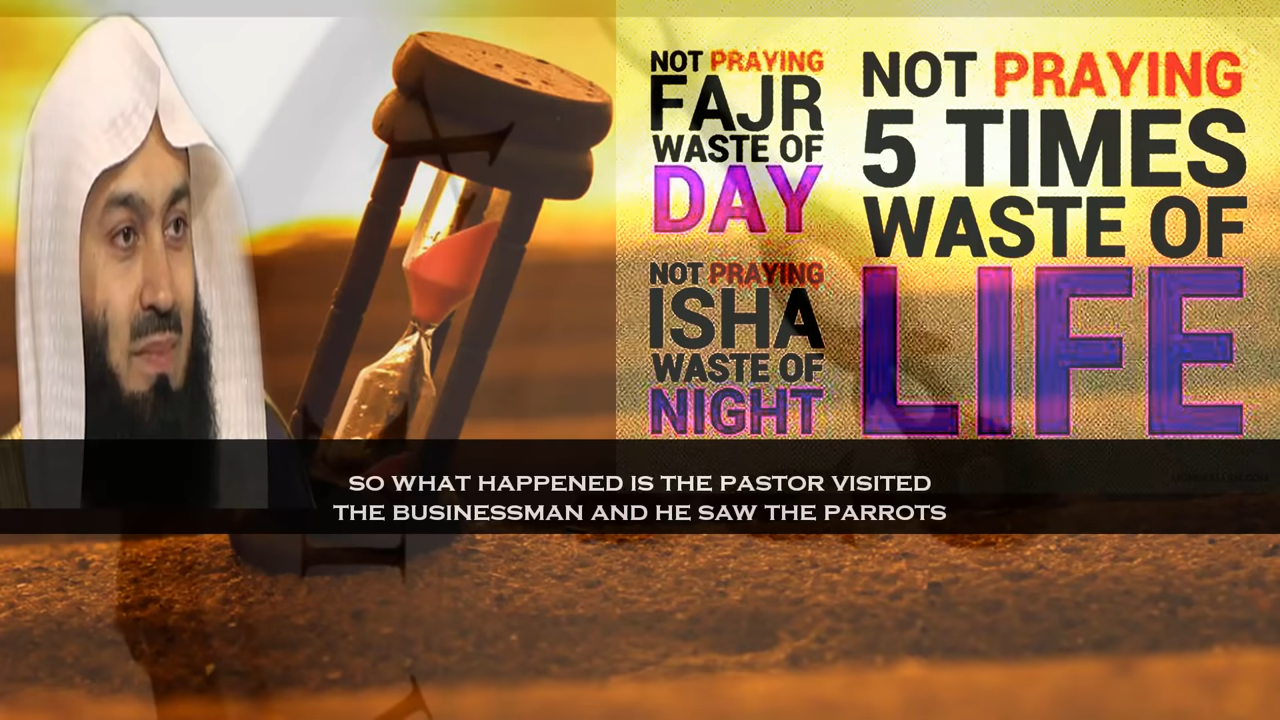 NOT PRAYING
FAJR
WASTE OF
DAY
NOT PRAYING
ISHA
WASTE OF
NIGHT
NOT PRAYING
5 TIMES
WASTE OF
LIFE
SO WHAT HAPPENED IS THE PASTOR VISITED
THE BUSINESSMAN AND HE SAW THE PARROTS